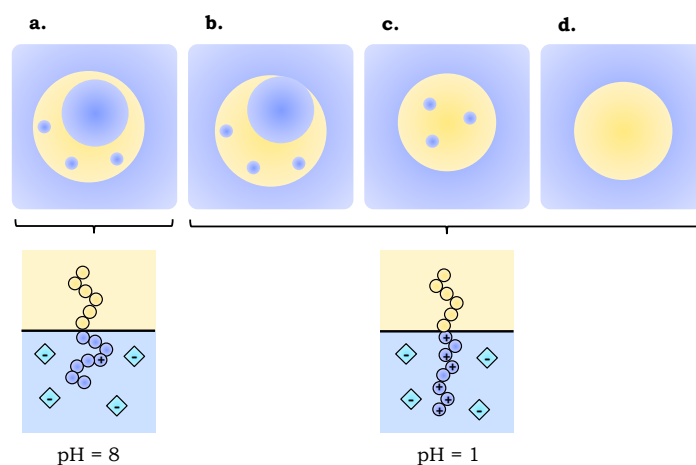 a. b. c. d.
- - - - + - - - - + + + + + +
pH = 8 pH = 1